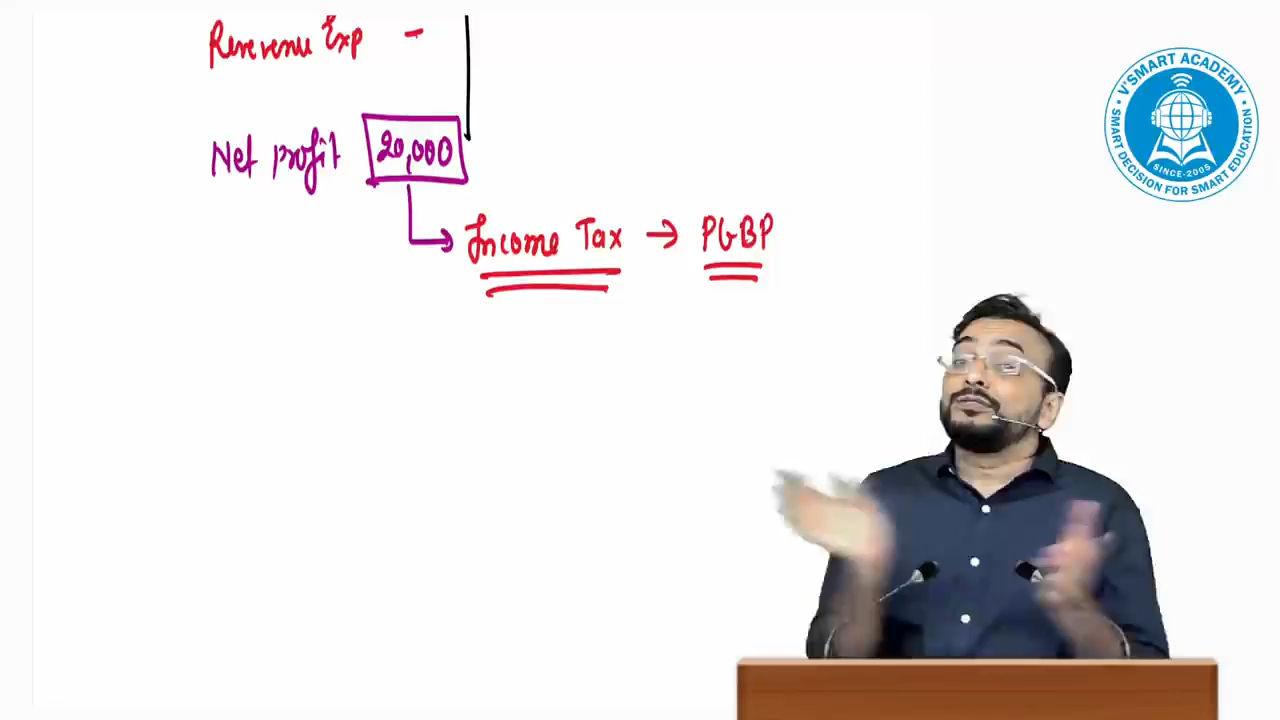 Revenue Exp -
Net profit 20,000
Income Tax → PGBP
V'SMART ACADEMY
SINCE-2005
SMART DECISION FOR SMART EDUCATION